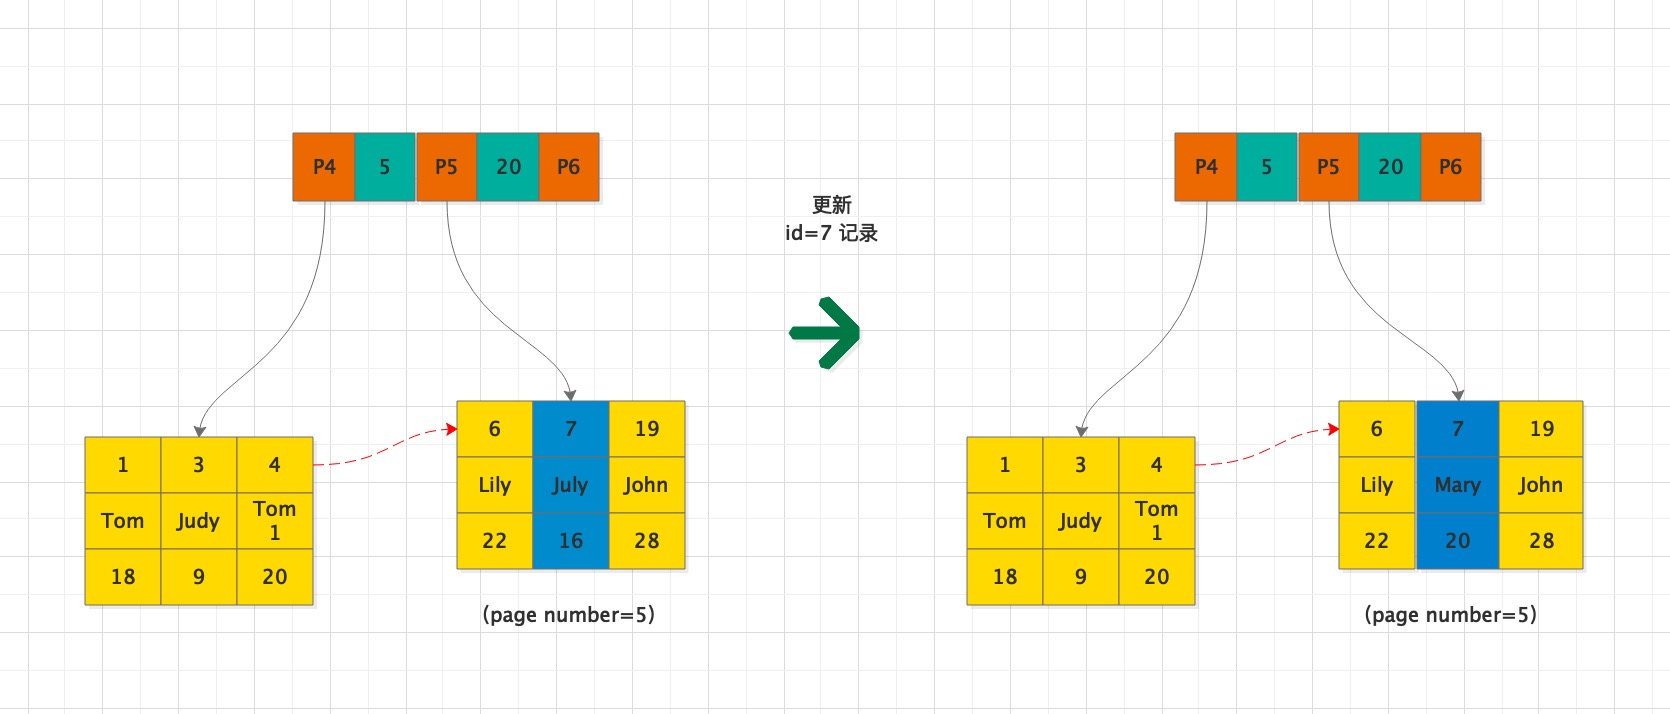 P4 5 P5 20 P6
1 3 4
Tom Judy Tom
1
18 9 20
6 7 19
Lily July John
22 16 28
(page number=5)
更新
id=7 记录
P4 5 P5 20 P6
1 3 4
Tom Judy Tom
1
18 9 20
6 7 19
Lily Mary John
22 20 28
(page number=5)